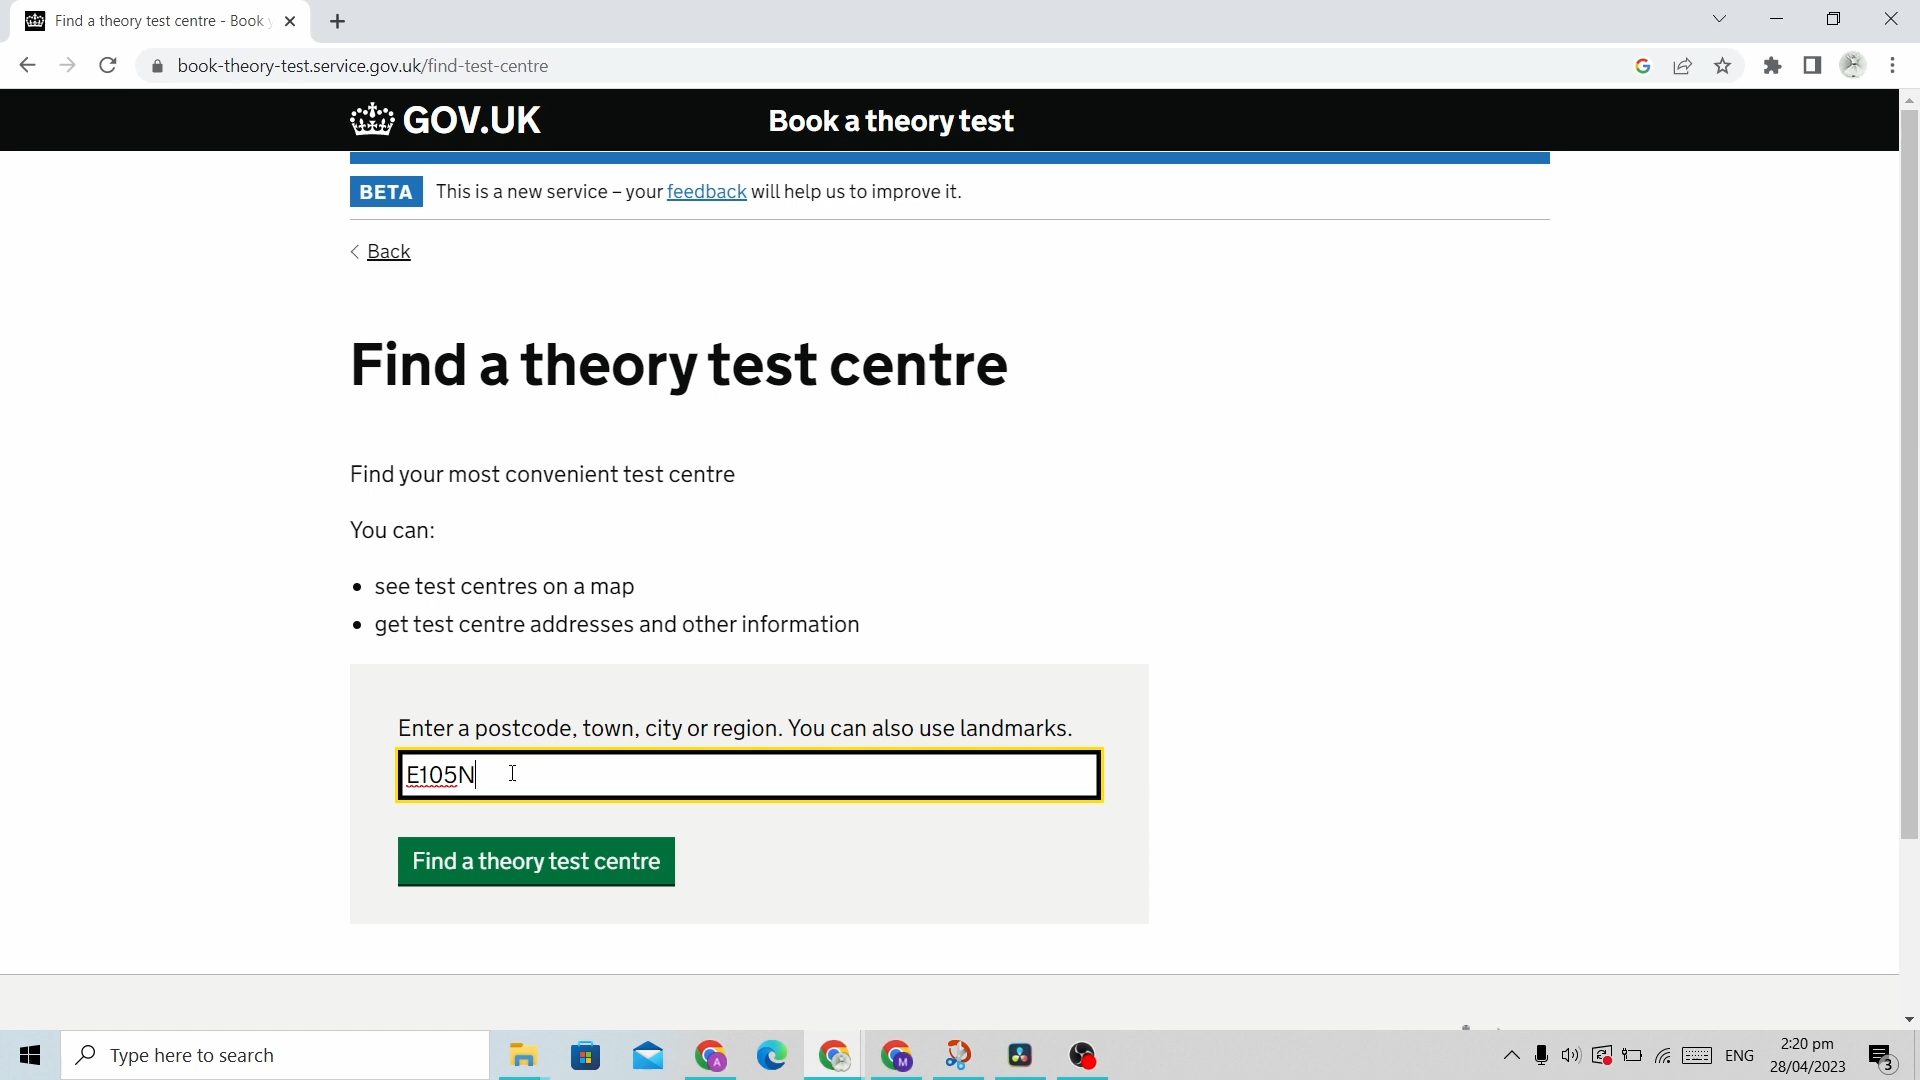 Find a theory test centre - Book
book-theory-test.service.gov.uk/find-test-centre
GOV.UK
Book a theory test
BETA This is a new service – your feedback will help us to improve it.
Back
Find a theory test centre
Find your most convenient test centre
You can:
• see test centres on a map
• get test centre addresses and other information
Enter a postcode, town, city or region. You can also use landmarks.
E105N
Find a theory test centre
Type here to search
ENG
2:20 pm
28/04/2023
3